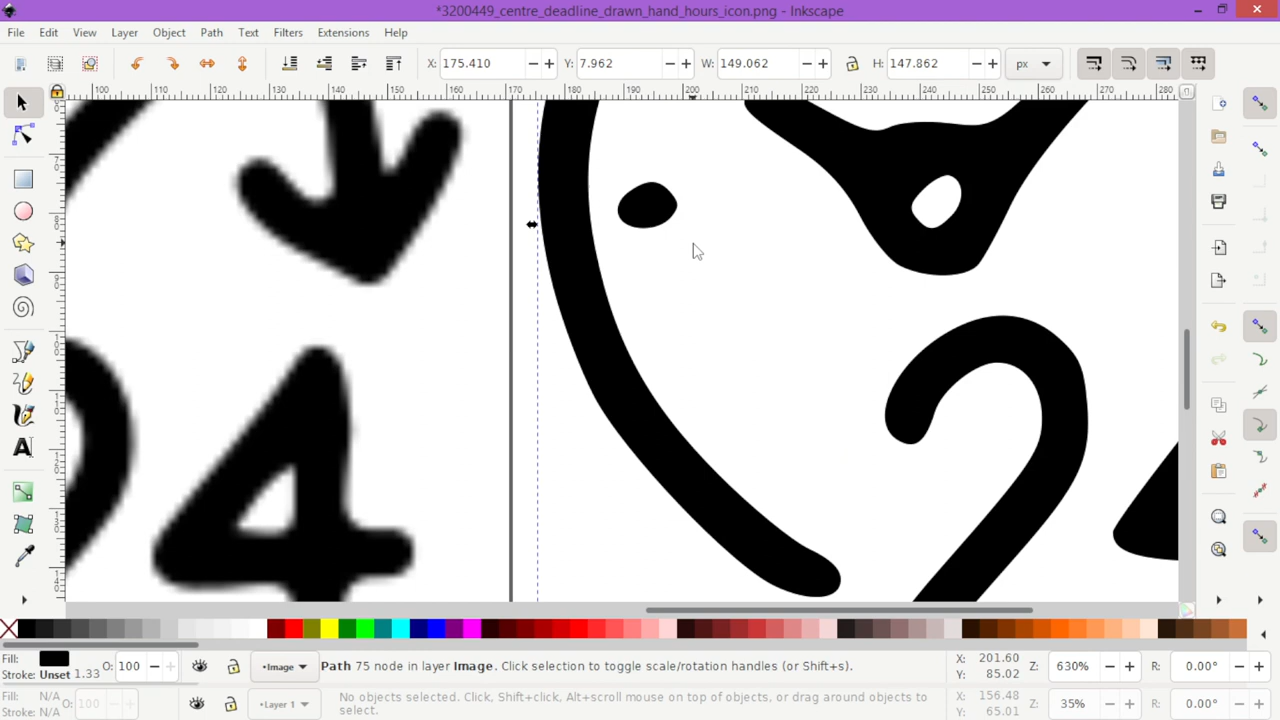 *3200449_centre_deadline_drawn_hand_hours_icon.png - Inkscape
File Edit View Layer Object Path Text Filters Extensions Help
X: 175.410 Y: 7.962 W: 149.062 H: 147.862 px
100 110 120 130 140 150 160 170 180 190 200 210 220 230 240 250 260 270 280
4
2
Fill:
Stroke: Unset 1.33
O: 100
•Image
Path 75 node in layer Image. Click selection to toggle scale/rotation handles (or Shift+s).
X: 201.60
Y: 85.02
Z: 630%
R: 0.00°
Fill: N/A
Stroke: N/A
O: 100
•Layer 1
No objects selected. Click, Shift+click, Alt+scroll mouse on top of objects, or drag around objects to
select.
X: 156.48
Y: 65.01
Z: 35%
R: 0.00°